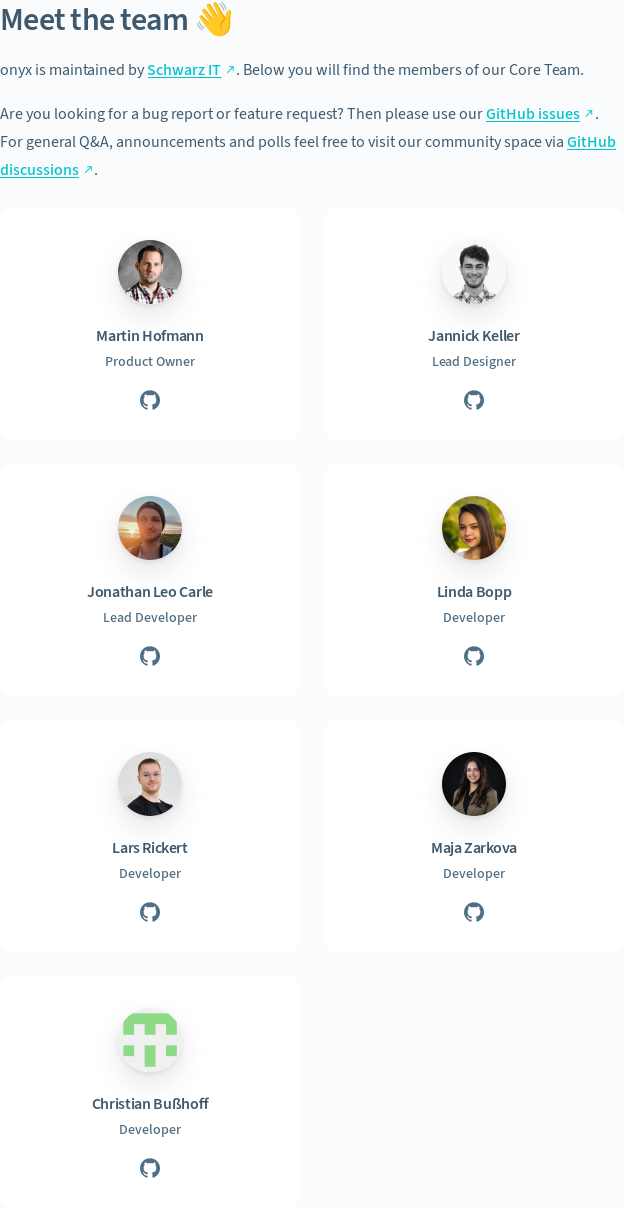 Meet the team 👋
onyx is maintained by Schwarz IT ↗. Below you will find the members of our Core Team.
Are you looking for a bug report or feature request? Then please use our GitHub issues ↗.
For general Q&A, announcements and polls feel free to visit our community space via GitHub
discussions ↗.
Martin Hofmann
Product Owner
Jannick Keller
Lead Designer
Jonathan Leo Carle
Lead Developer
Linda Bopp
Developer
Lars Rickert
Developer
Maja Zarkova
Developer
Christian Bußhoff
Developer